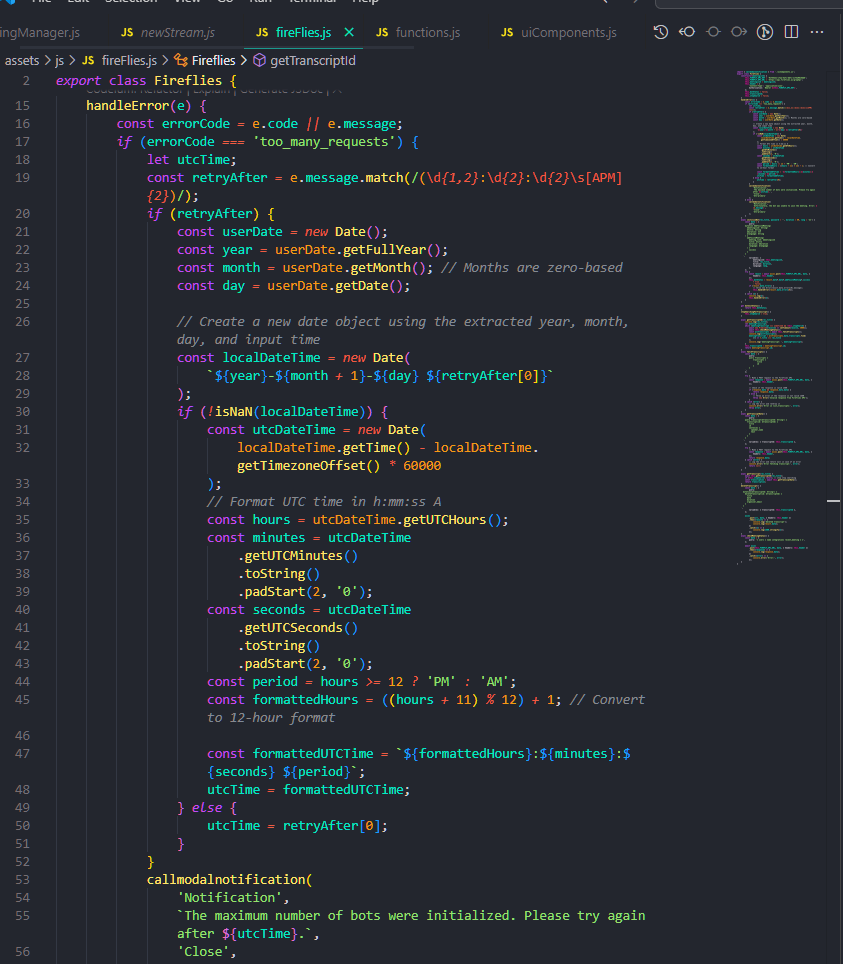 Selection View Go Run Terminal Help
ingManager.js JS newStream.js JS fireFlies.js JS functions.js JS uiComponents.js
assets > js > JS fireFlies.js > Fireflies > getTranscriptId
2 export class Fireflies {
15 handleError(e) {
16 const errorCode = e.code || e.message;
17 if (errorCode === 'too_many_requests') {
18 let utcTime;
19 const retryAfter = e.message.match(/(\d{1,2}:\d{2}:\d{2}\s[APM]
{2})/);
20 if (retryAfter) {
21 const userDate = new Date();
22 const year = userDate.getFullYear();
23 const month = userDate.getMonth(); // Months are zero-based
24 const day = userDate.getDate();
25
26 // Create a new date object using the extracted year, month,
day, and input time
27 const localDateTime = new Date(
28 `${year}-${month + 1}-${day} ${retryAfter[0]}`
29 );
30 if (!isNaN(localDateTime)) {
31 const utcDateTime = new Date(
32 localDateTime.getTime() - localDateTime.
getTimezoneOffset() * 60000
33 );
34 // Format UTC time in h:mm:ss A
35 const hours = utcDateTime.getUTCHours();
36 const minutes = utcDateTime
37 .getUTCMinutes()
38 .toString()
39 .padStart(2, '0');
40 const seconds = utcDateTime
41 .getUTCSeconds()
42 .toString()
43 .padStart(2, '0');
44 const period = hours >= 12 ? 'PM' : 'AM';
45 const formattedHours = ((hours + 11) % 12) + 1; // Convert
to 12-hour format
46
47 const formattedUTCTime = `${formattedHours}:${minutes}:$
{seconds} ${period}`;
48 utcTime = formattedUTCTime;
49 } else {
50 utcTime = retryAfter[0];
51 }
52 }
53 callmodalnotification(
54 'Notification',
55 `The maximum number of bots were initialized. Please try again
after ${utcTime}.`,
56 'Close',